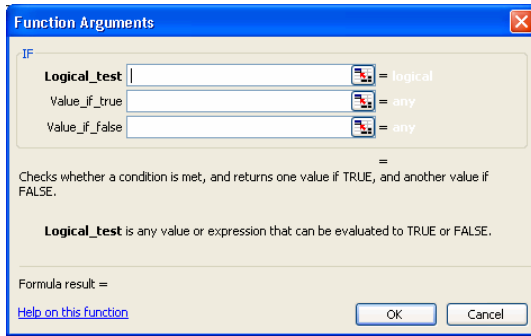 Function Arguments
IF
Logical_test = logical
Value_if_true = any
Value_if_false = any
=
Checks whether a condition is met, and returns one value if TRUE, and another value if
FALSE.
Logical_test is any value or expression that can be evaluated to TRUE or FALSE.
Formula result =
Help on this function OK Cancel